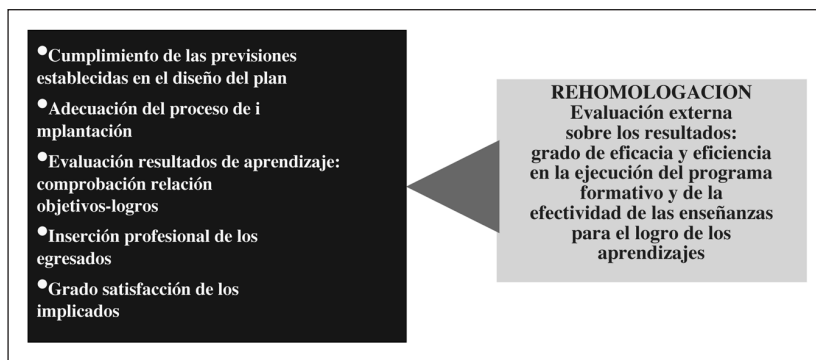 •Cumplimiento de las previsiones
establecidas en el diseño del plan
•Adecuación del proceso de i
mplantación
•Evaluación resultados de aprendizaje:
comprobación relación
objetivos-logros
•Inserción profesional de los
egresados
•Grado satisfacción de los
implicados
REHOMOLOGACION
Evaluación externa
sobre los resultados:
grado de eficacia y eficiencia
en la ejecución del programa
formativo y de la
efectividad de las enseñanzas
para el logro de los
aprendizajes